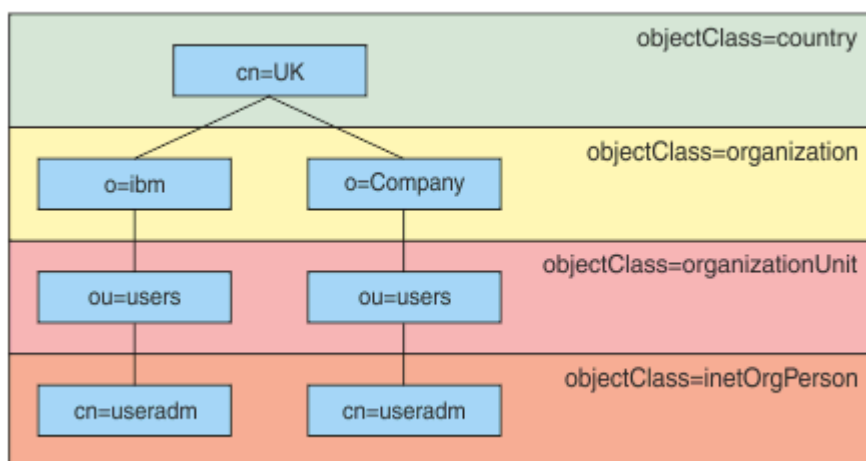 objectClass=country
cn=UK
objectClass=organization
o=ibm
o=Company
objectClass=organizationUnit
ou=users
ou=users
objectClass=inetOrgPerson
cn=useradm
cn=useradm